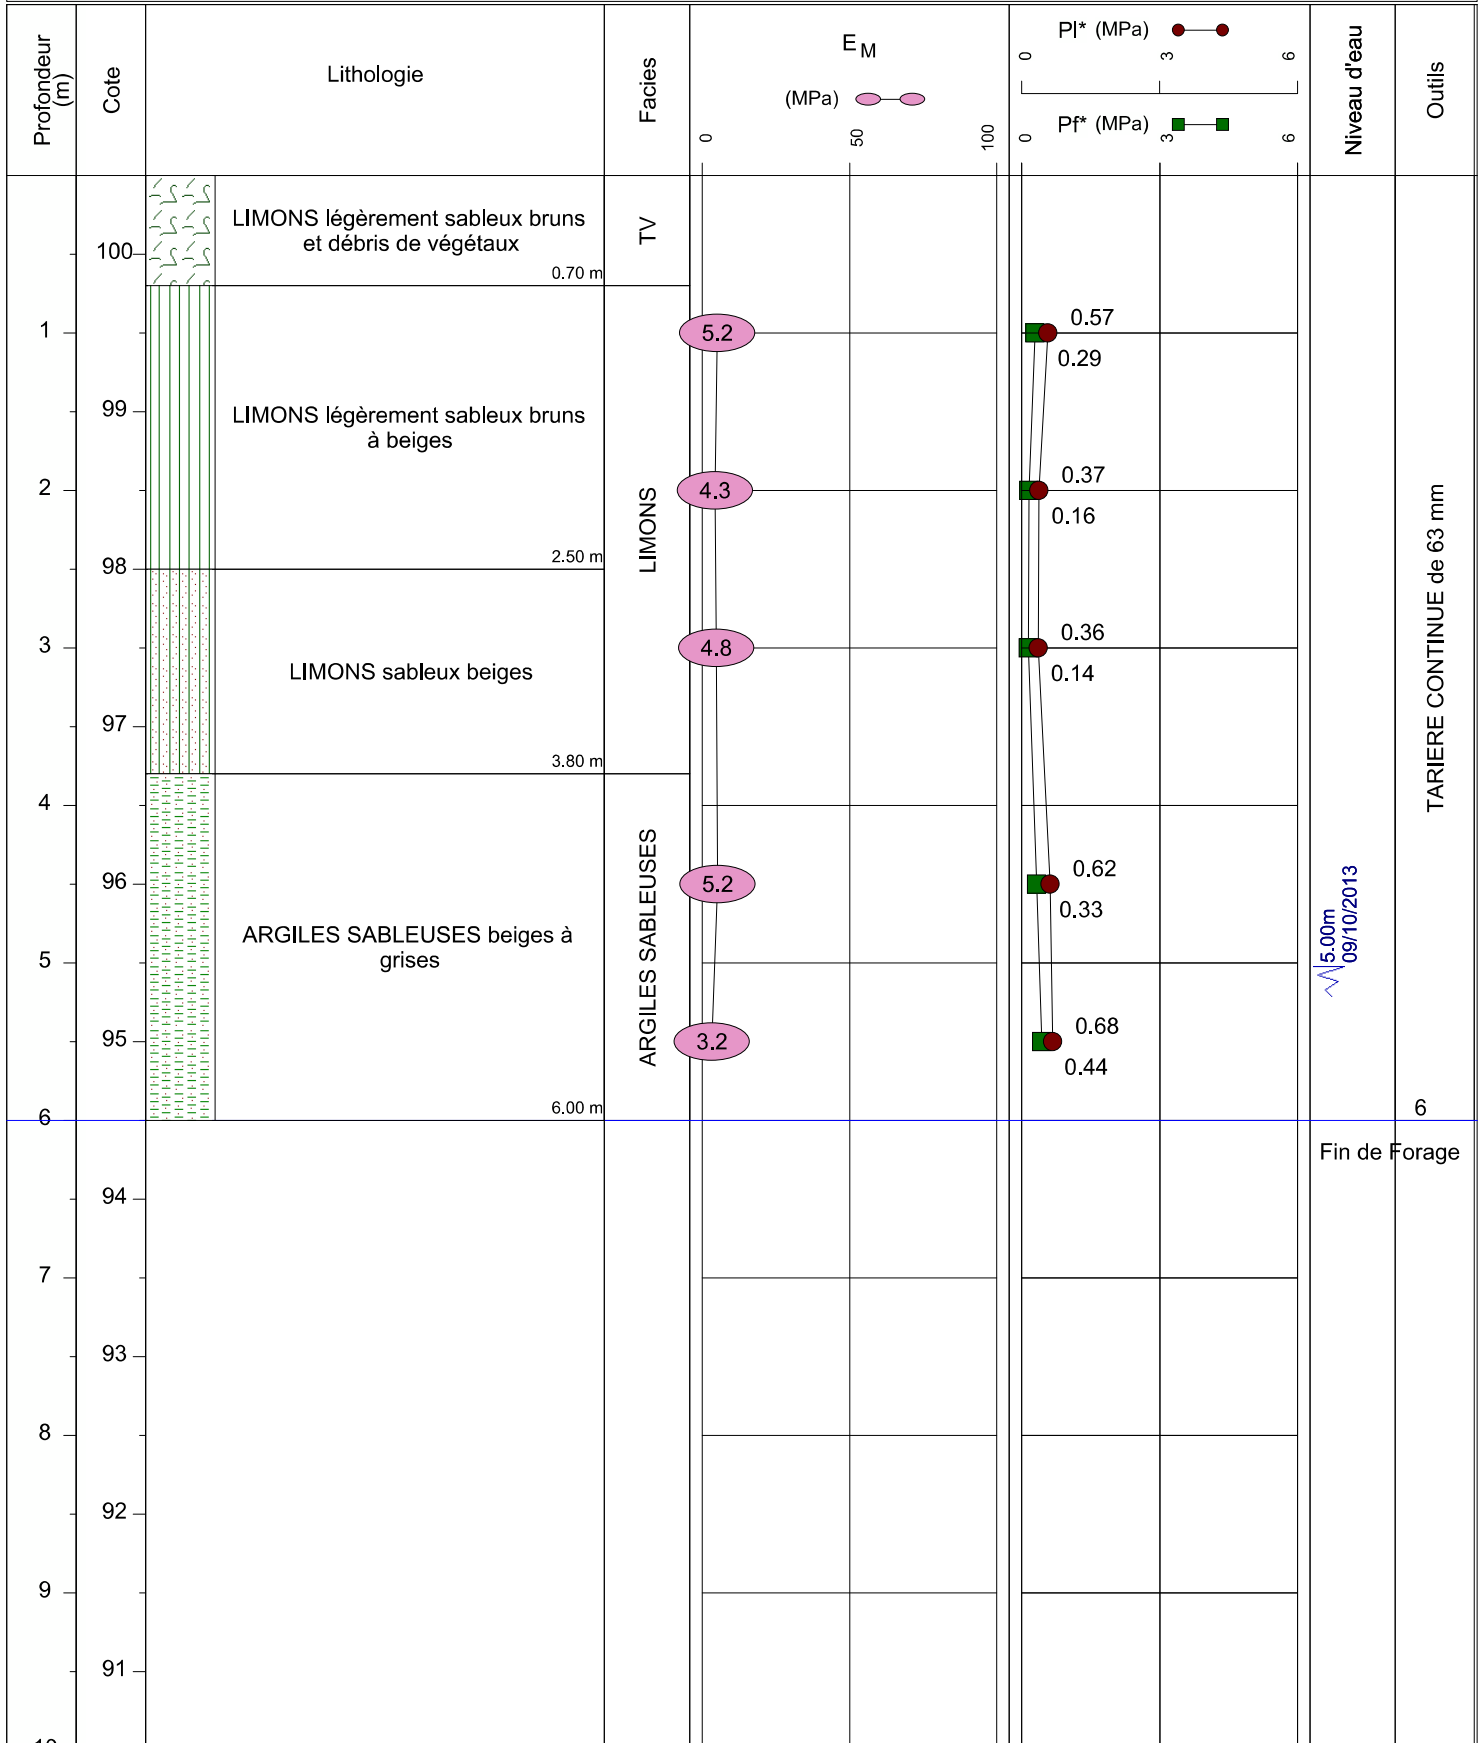 Profondeur
(m)
Cote
Lithologie
Facies
E M
(MPa)
0
50
100
Pl* (MPa)
0
3
6
Pf* (MPa)
0
3
6
Niveau d'eau
Outils
LIMONS légèrement sableux bruns
et débris de végétaux
0.70 m
TV
100
1
5.2
0.57
0.29
99
LIMONS légèrement sableux bruns
à beiges
2
4.3
0.37
0.16
LIMONS
2.50 m
98
3
LIMONS sableux beiges
4.8
0.36
0.14
97
3.80 m
TARIERE CONTINUE de 63 mm
4
96
5.2
0.62
0.33
ARGILES SABLEUSES beiges à
grises
ARGILES SABLEUSES
5
5.00m
09/10/2013
95
3.2
0.68
0.44
6.00 m
6
6
Fin de Forage
94
7
93
8
92
9
91